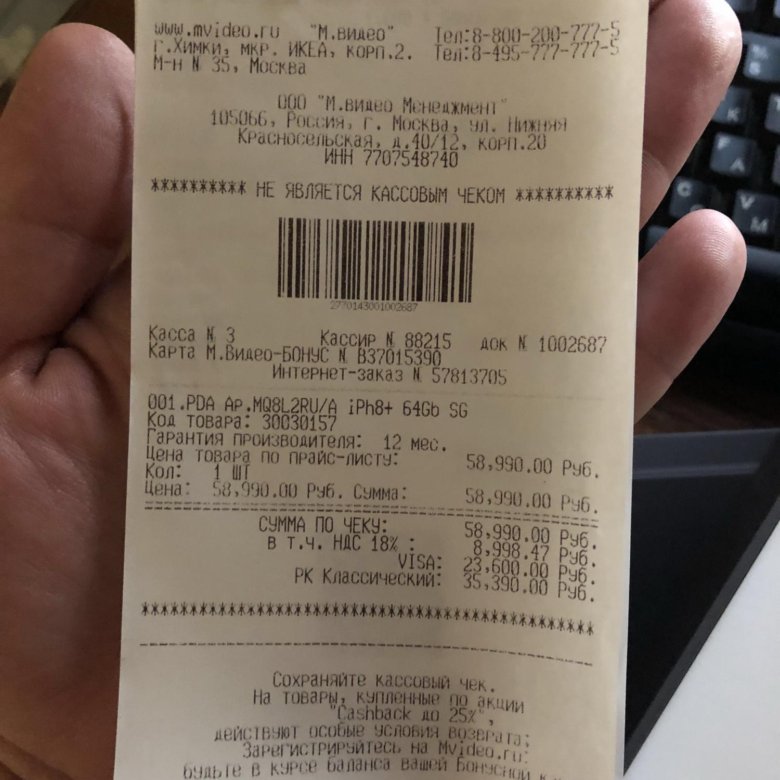 www.mvideo.ru "М.видео" Тел:8-800-200-777-5
г.Химки, мкр. ИКЕА, корп.2. Тел:8-495-777-777-5
М-н № 35, Москва
ООО "М.видео Менеджмент"
105066, Россия, г. Москва, ул. Нижняя
Красносельская, д.40/12, корп.20
ИНН 7707548740
********** НЕ ЯВЛЯЕТСЯ КАССОВЫМ ЧЕКОМ **********
2770143001002687
Касса № 3 Кассир № 88215 док № 1002687
Карта М.Видео-БОНУС № В37015390
Интернет-заказ № 57813705
001.PDA Ap.MQ8L2RU/A iPh8+ 64Gb SG
Код товара: 30030157
Гарантия производителя: 12 мес.
Цена товара по прайс-листу: 58,990.00 Руб.
Кол: 1 ШТ
Цена: 58,990.00 Руб. Сумма: 58,990.00 Руб.
СУММА ПО ЧЕКУ: 58,990.00 Руб.
в т.ч. НДС 18% : 8,998.47 Руб.
VISA: 23,600.00 Руб.
РК Классический: 35,390.00 Руб.
Сохраняйте кассовый чек.
На товары, купленные по акции
"Cashback до 25%",
действуют особые условия возврата;
Зарегистрируйтесь на Mvideo.ru:
будьте в курсе баланса вашей бонусной